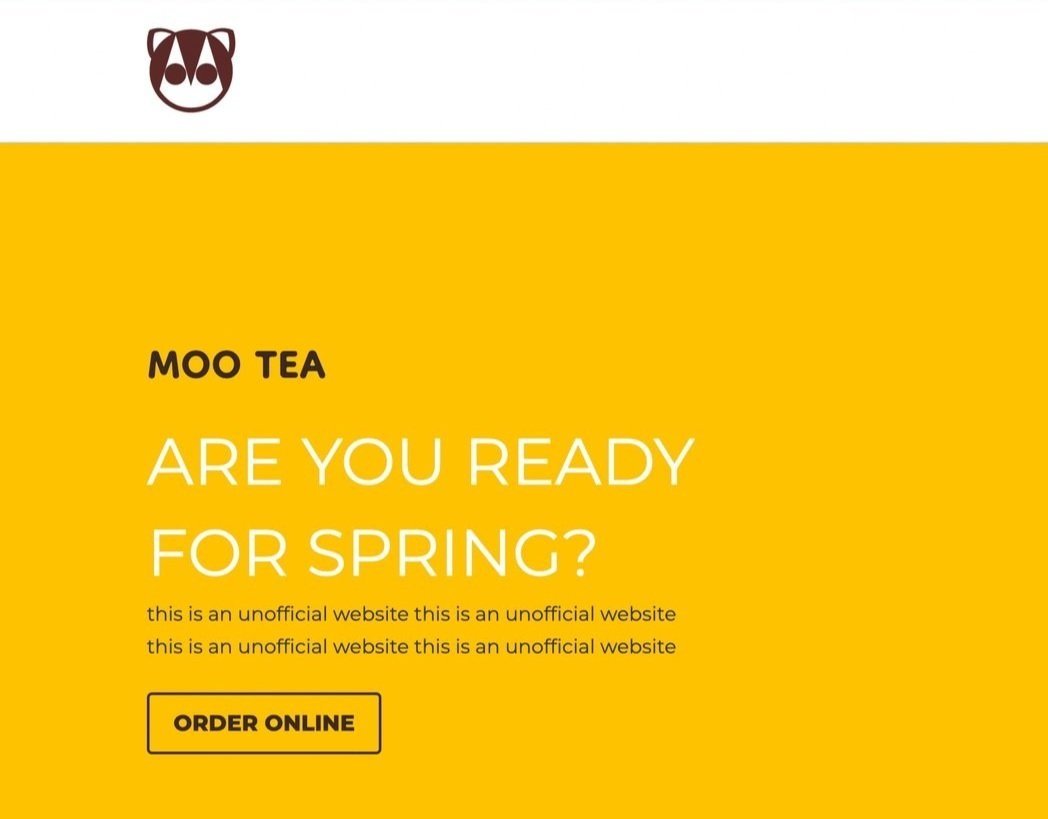 MOO TEA
ARE YOU READY
FOR SPRING?
this is an unofficial website this is an unofficial website
this is an unofficial website this is an unofficial website
ORDER ONLINE